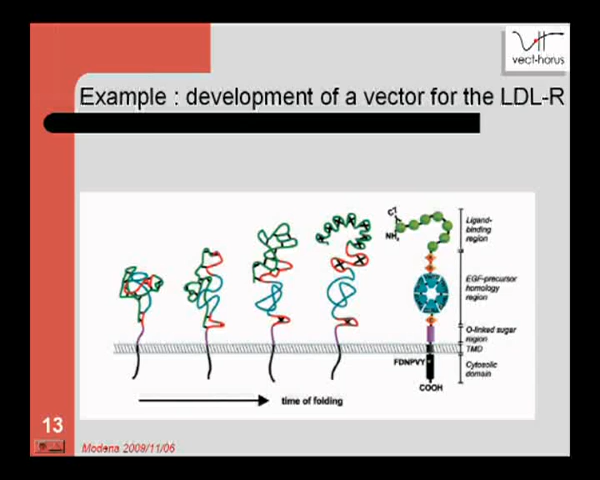 vect-horus
Example : development of a vector for the LDL-R
C7
NH2
Ligand-
binding
region
EGF-precursor
homology
region
O-linked sugar
region
TMD
FDNPVY
Cytosolic
domain
COOH
time of folding
13
Modena 2009/11/06